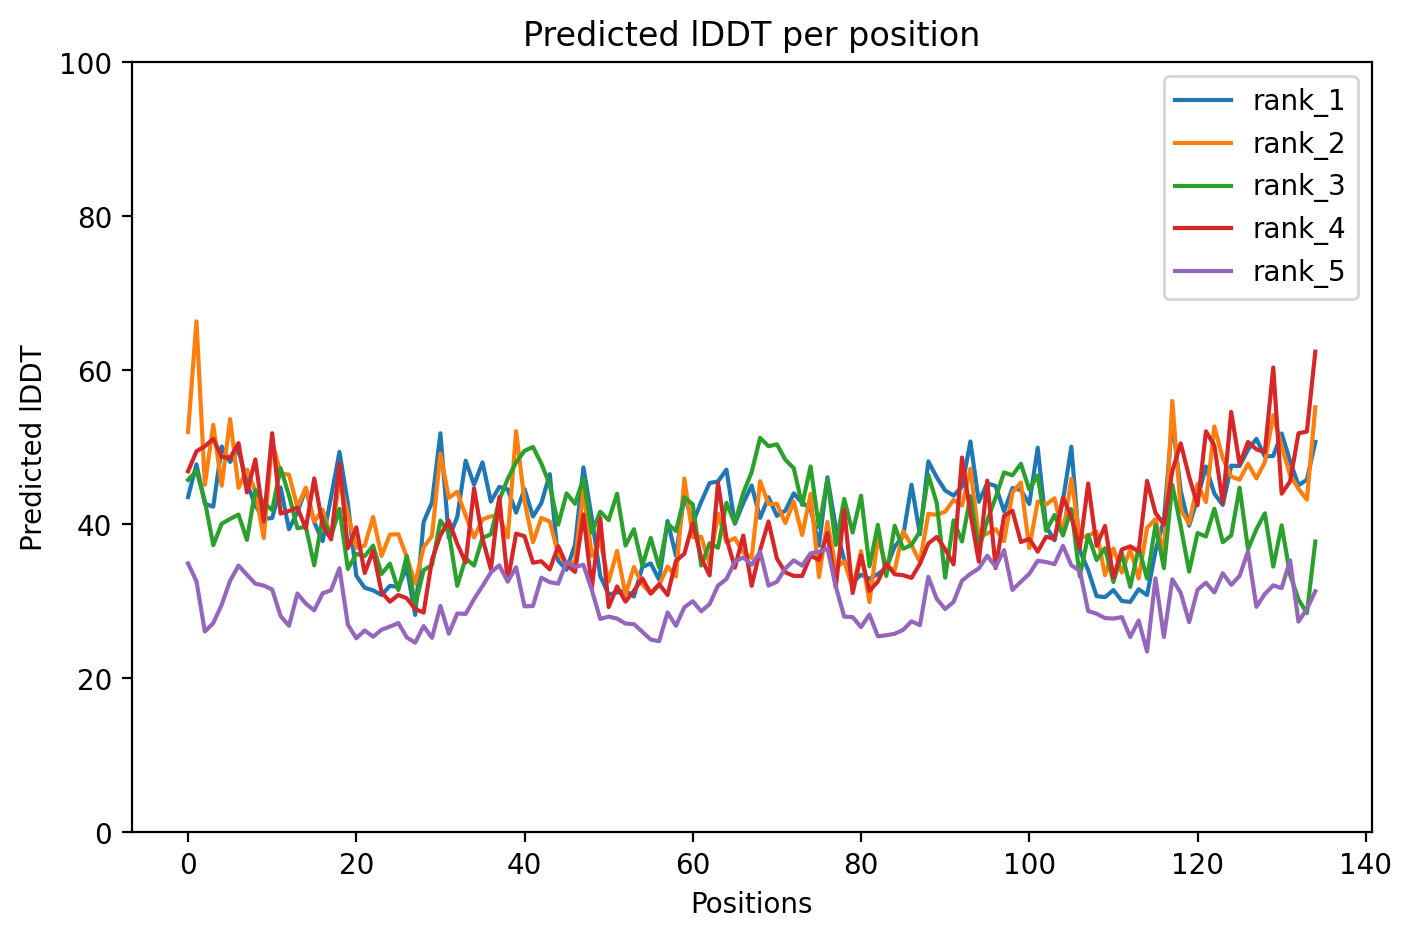 Predicted lDDT per position
100
80
60
40
20
0
Predicted lDDT
rank_1
rank_2
rank_3
rank_4
rank_5
0 20 40 60 80 100 120 140
Positions